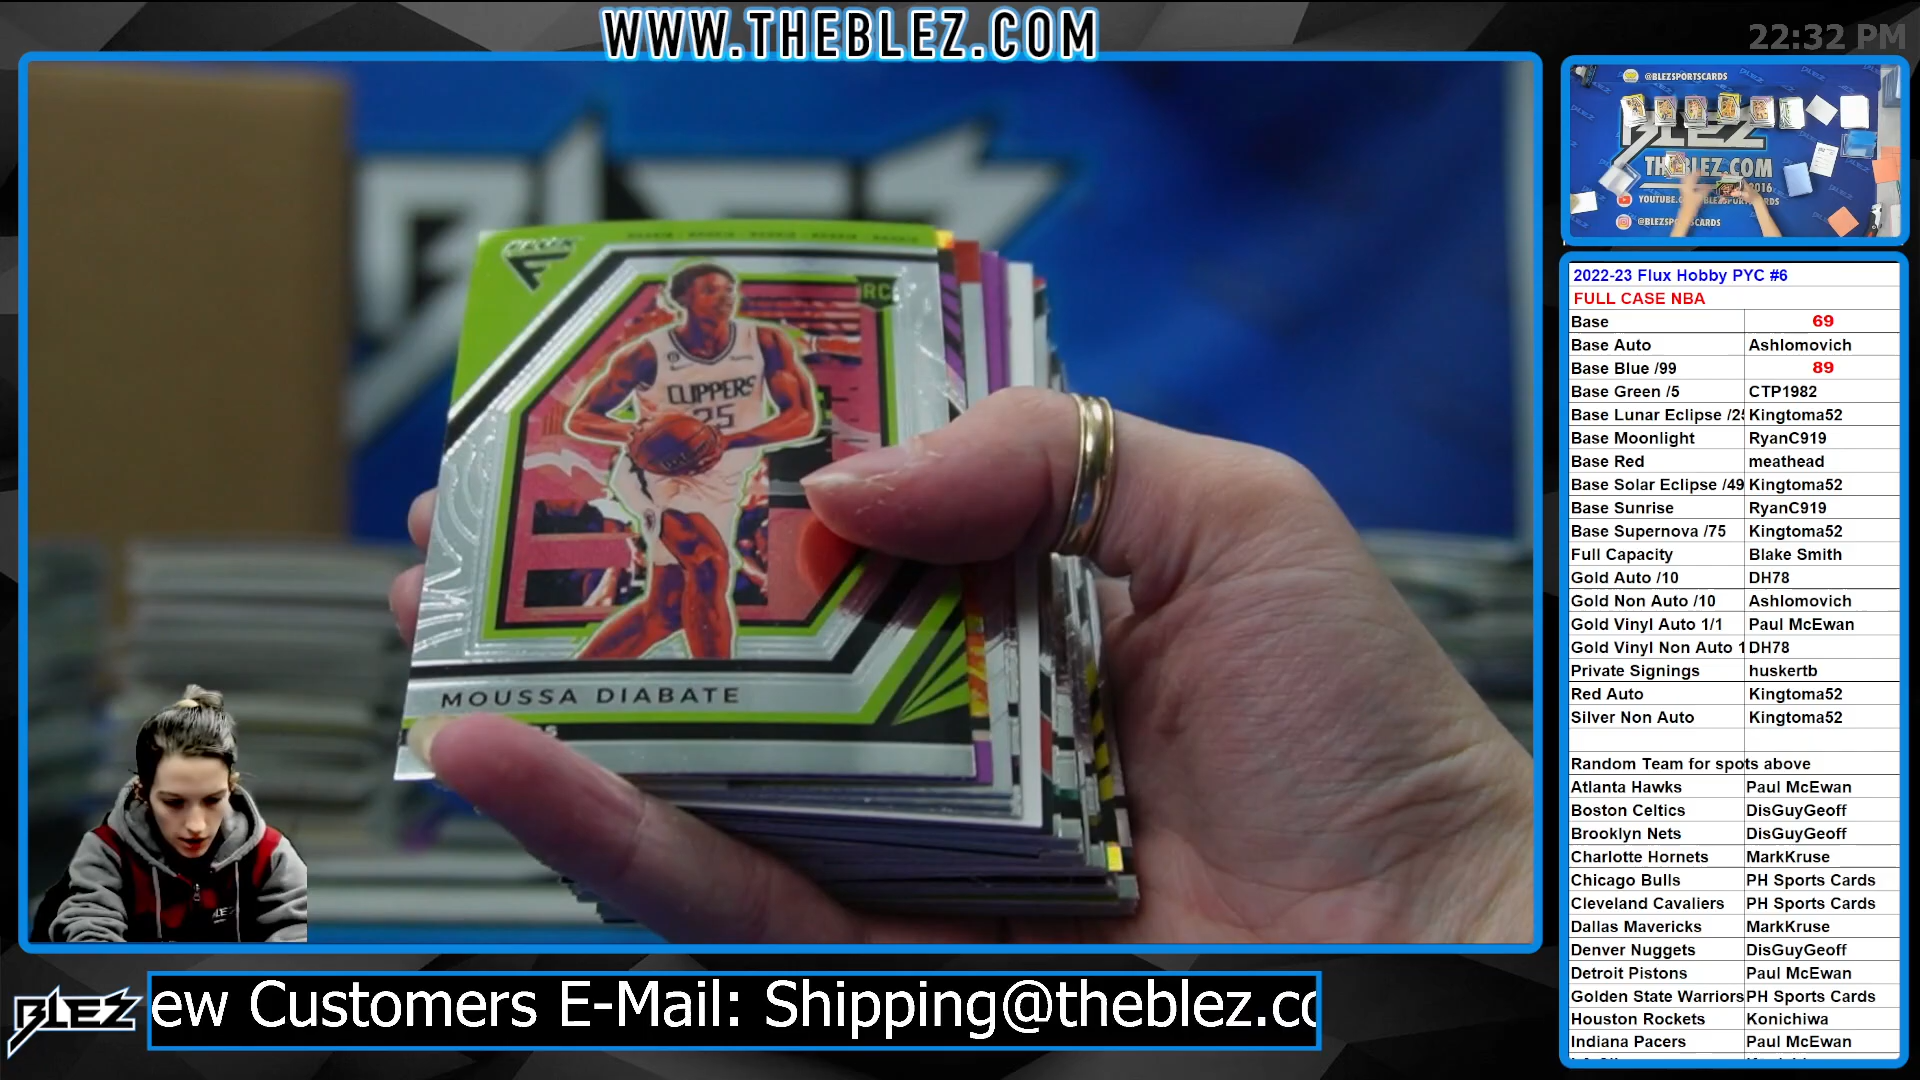 WWW.THEBLEZ.COM
22:32 PM
@BLEZSPORTSCARDS
BLEZ
THEBLEZ.COM
2016
@BLEZSPORTSCARDS
FLUX
RC
CLIPPERS
25
MOUSSA DIABATE
2022-23 Flux Hobby PYC #6
FULL CASE NBA
Base 69
Base Auto Ashlomovich
Base Blue /99 89
Base Green /5 CTP1982
Base Lunar Eclipse /25 Kingtoma52
Base Moonlight RyanC919
Base Red meathead
Base Solar Eclipse /49 Kingtoma52
Base Sunrise RyanC919
Base Supernova /75 Kingtoma52
Full Capacity Blake Smith
Gold Auto /10 DH78
Gold Non Auto /10 Ashlomovich
Gold Vinyl Auto 1/1 Paul McEwan
Gold Vinyl Non Auto 1 DH78
Private Signings huskertb
Red Auto Kingtoma52
Silver Non Auto Kingtoma52
Random Team for spots above
Atlanta Hawks Paul McEwan
Boston Celtics DisGuyGeoff
Brooklyn Nets DisGuyGeoff
Charlotte Hornets MarkKruse
Chicago Bulls PH Sports Cards
Cleveland Cavaliers PH Sports Cards
Dallas Mavericks MarkKruse
Denver Nuggets DisGuyGeoff
Detroit Pistons Paul McEwan
Golden State Warriors PH Sports Cards
Houston Rockets Konichiwa
Indiana Pacers Paul McEwan
BLEZ
ew Customers E-Mail: Shipping@theblez.co